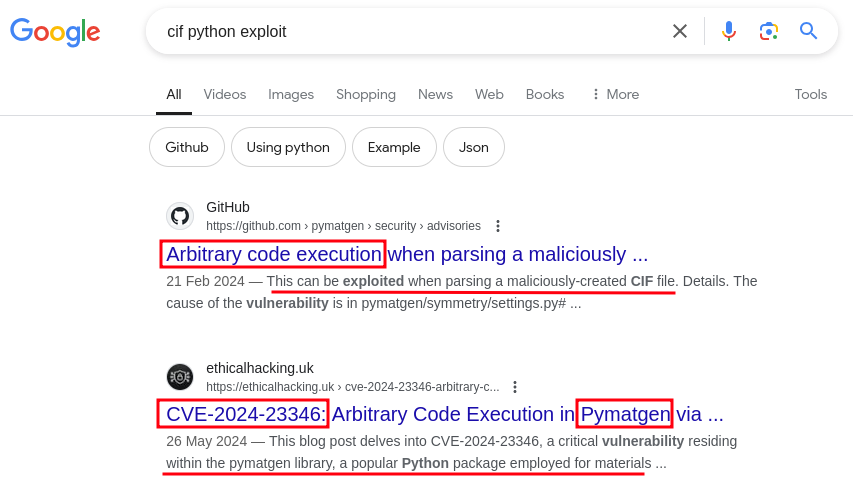 Google
cif python exploit
All Videos Images Shopping News Web Books More Tools
Github Using python Example Json
GitHub
https://github.com › pymatgen › security › advisories
Arbitrary code execution when parsing a maliciously ...
21 Feb 2024 — This can be exploited when parsing a maliciously-created CIF file. Details. The
cause of the vulnerability is in pymatgen/symmetry/settings.py# ...
ethicalhacking.uk
https://ethicalhacking.uk › cve-2024-23346-arbitrary-c...
CVE-2024-23346: Arbitrary Code Execution in Pymatgen via ...
26 May 2024 — This blog post delves into CVE-2024-23346, a critical vulnerability residing
within the pymatgen library, a popular Python package employed for materials ...